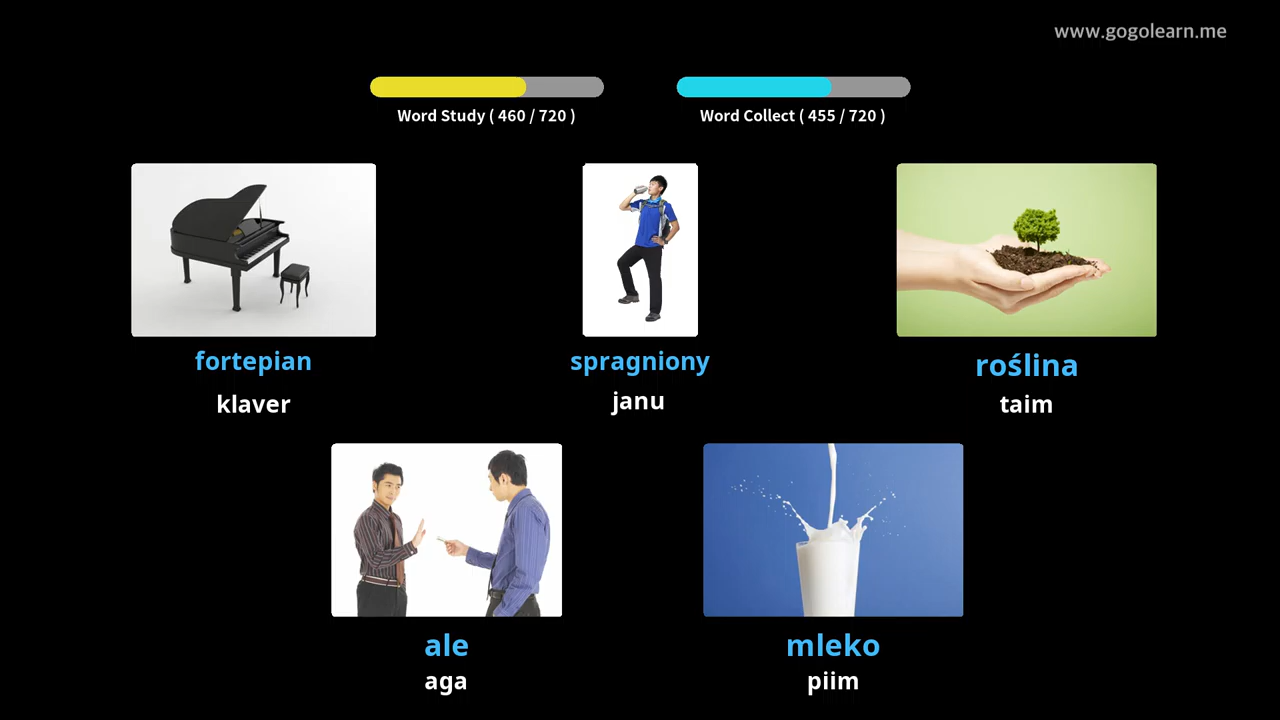 www.gogolearn.me
Word Study ( 460 / 720 )
Word Collect ( 455 / 720 )
fortepian
klaver
spragniony
janu
roślina
taim
ale
aga
mleko
piim